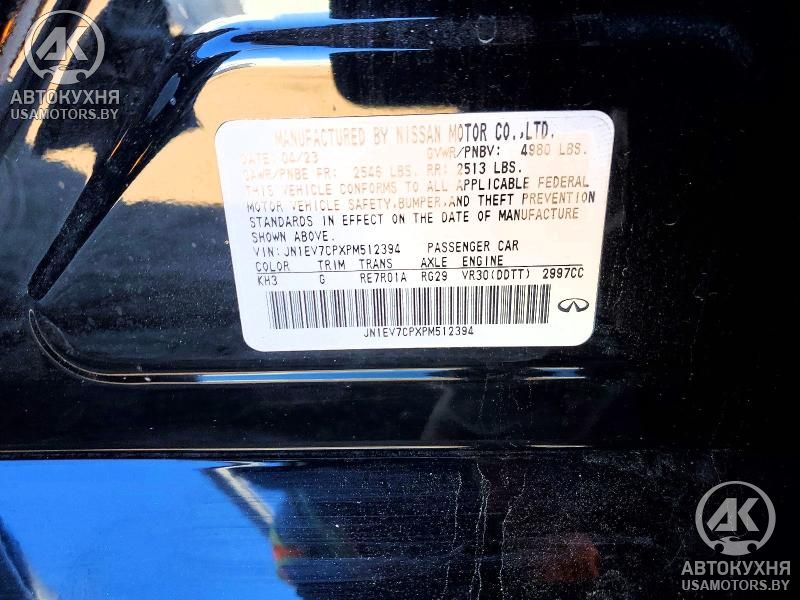 АК
АВТОКУХНЯ
USAMOTORS.BY
MANUFACTURED BY NISSAN MOTOR CO.,LTD.
DATE: 04/23 GVWR/PNBV: 4980 LBS.
GAWR/PNBE FR: 2546 LBS. RR: 2513 LBS.
THIS VEHICLE CONFORMS TO ALL APPLICABLE FEDERAL
MOTOR VEHICLE SAFETY,BUMPER,AND THEFT PREVENTION
STANDARDS IN EFFECT ON THE DATE OF MANUFACTURE
SHOWN ABOVE.
VIN: JN1EV7CPXPM512394 PASSENGER CAR
COLOR TRIM TRANS AXLE ENGINE
KH3 G RE7R01A RG29 VR30(DDTT) 2997CC
JN1EV7CPXPM512394
АК
АВТОКУХНЯ
USAMOTORS.BY